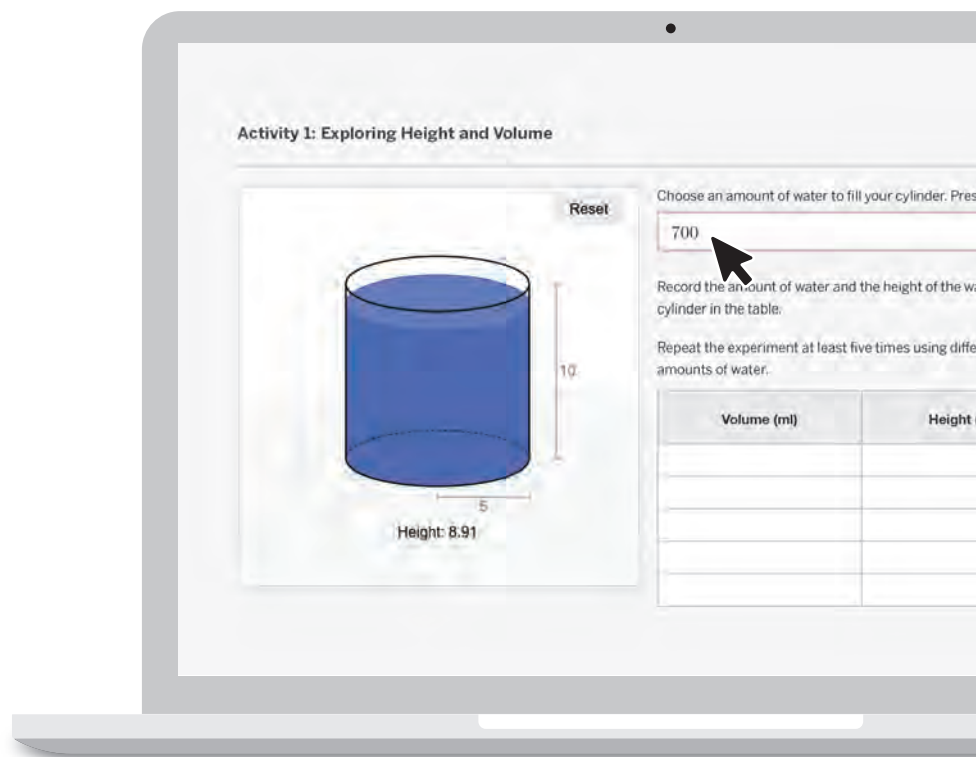 Activity 1: Exploring Height and Volume
Reset
10
5
Height: 8.91
Choose an amount of water to fill your cylinder. Pres
700
Record the amount of water and the height of the wa
cylinder in the table.
Repeat the experiment at least five times using diffe
amounts of water.
Volume (ml)
Height